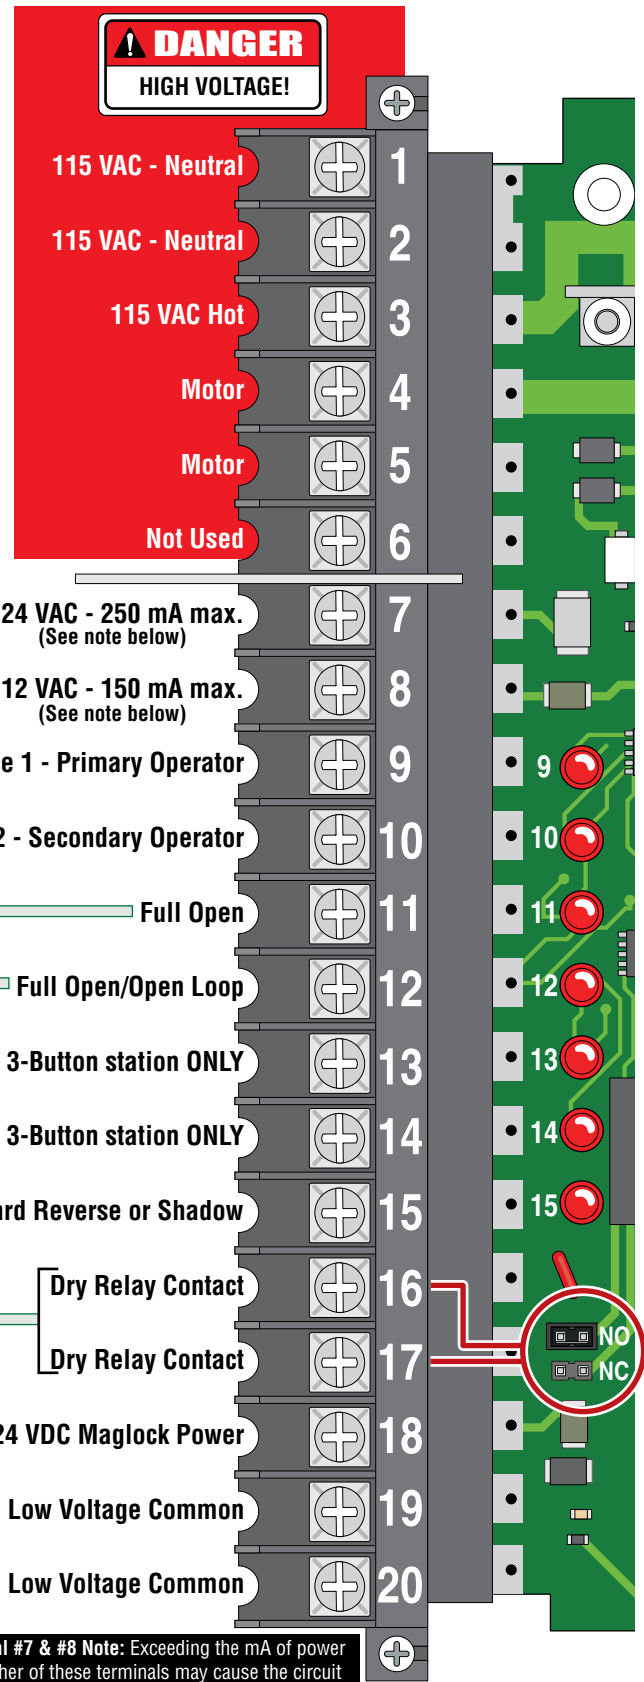 DANGER
HIGH VOLTAGE!
115 VAC - Neutral 1
115 VAC - Neutral 2
115 VAC Hot 3
Motor 4
Motor 5
Not Used 6
24 VAC - 250 mA max. 7
(See note below)
12 VAC - 150 mA max. 8
(See note below)
1 - Primary Operator 9 9
2 - Secondary Operator 10 10
Full Open 11 11
Full Open/Open Loop 12 12
3-Button station ONLY 13 13
3-Button station ONLY 14 14
Reverse or Shadow 15 15
Dry Relay Contact 16
NO
Dry Relay Contact 17
NC
24 VDC Maglock Power 18
Low Voltage Common 19
Low Voltage Common 20
#7 & #8 Note: Exceeding the mA of power
of these terminals may cause the circuit